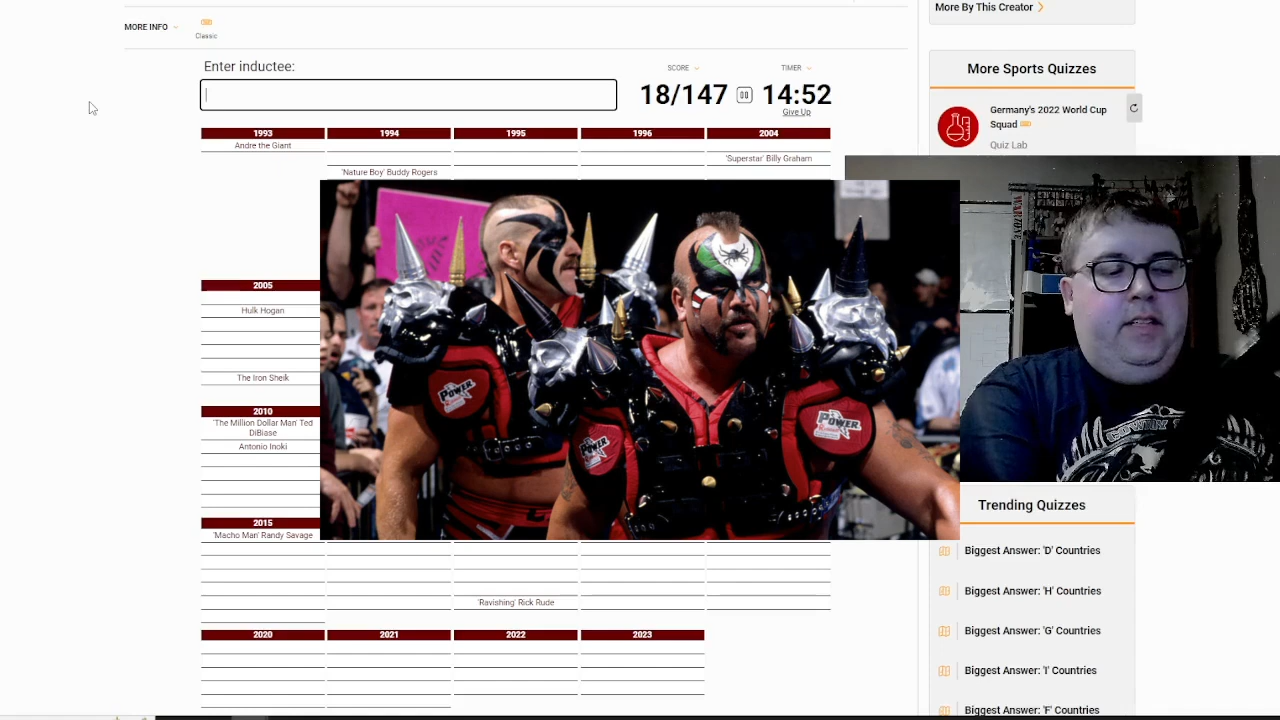 More By This Creator
MORE INFO
Classic
Enter inductee:
SCORE
TIMER
18/147
14:52
Give Up
More Sports Quizzes
Germany's 2022 World Cup
Squad
Quiz Lab
1993
1994
1995
1996
2004
Andre the Giant
'Superstar' Billy Graham
'Nature Boy' Buddy Rogers
2005
Hulk Hogan
The Iron Sheik
2010
'The Million Dollar Man' Ted
DiBiase
Antonio Inoki
2015
'Macho Man' Randy Savage
'Ravishing' Rick Rude
2020
2021
2022
2023
POWER
POWER
POWER
Trending Quizzes
Biggest Answer: 'D' Countries
Biggest Answer: 'H' Countries
Biggest Answer: 'G' Countries
Biggest Answer: 'I' Countries
Biggest Answer: 'F' Countries